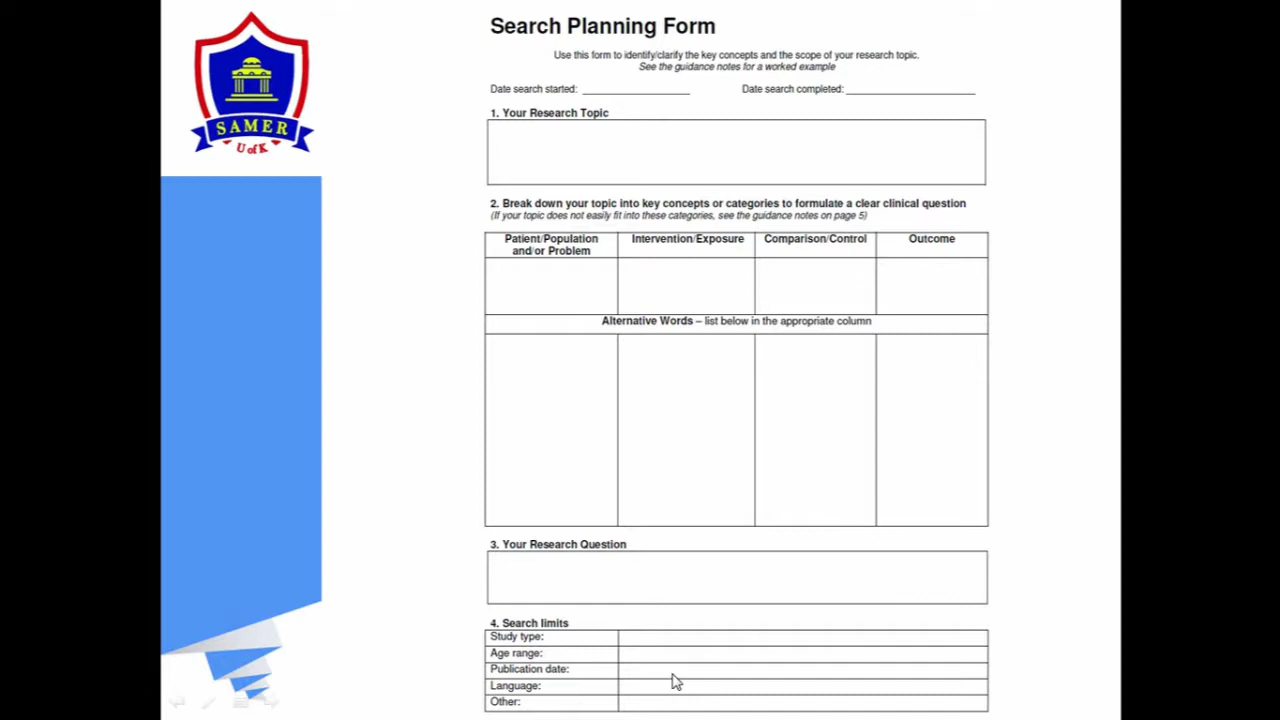 SAMER
U of K
Search Planning Form
Use this form to identify/clarify the key concepts and the scope of your research topic.
See the guidance notes for a worked example
Date search started: ____________________ Date search completed: ________________________
1. Your Research Topic
2. Break down your topic into key concepts or categories to formulate a clear clinical question
(If your topic does not easily fit into these categories, see the guidance notes on page 5)
Patient/Population and/or Problem
Intervention/Exposure
Comparison/Control
Outcome
Alternative Words – list below in the appropriate column
3. Your Research Question
4. Search limits
Study type:
Age range:
Publication date:
Language:
Other: